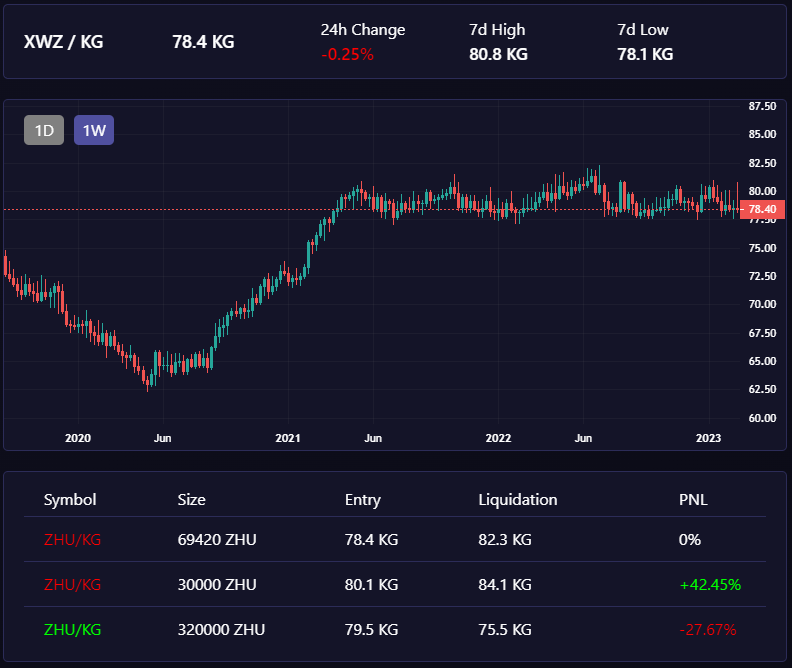 XWZ / KG 78.4 KG 24h Change 7d High 7d Low
-0.25% 80.8 KG 78.1 KG
1D 1W
87.50
85.00
82.50
80.00
78.40
77.50
75.00
72.50
70.00
67.50
65.00
62.50
60.00
2020 Jun 2021 Jun 2022 Jun 2023
Symbol Size Entry Liquidation PNL
ZHU/KG 69420 ZHU 78.4 KG 82.3 KG 0%
ZHU/KG 30000 ZHU 80.1 KG 84.1 KG +42.45%
ZHU/KG 320000 ZHU 79.5 KG 75.5 KG -27.67%